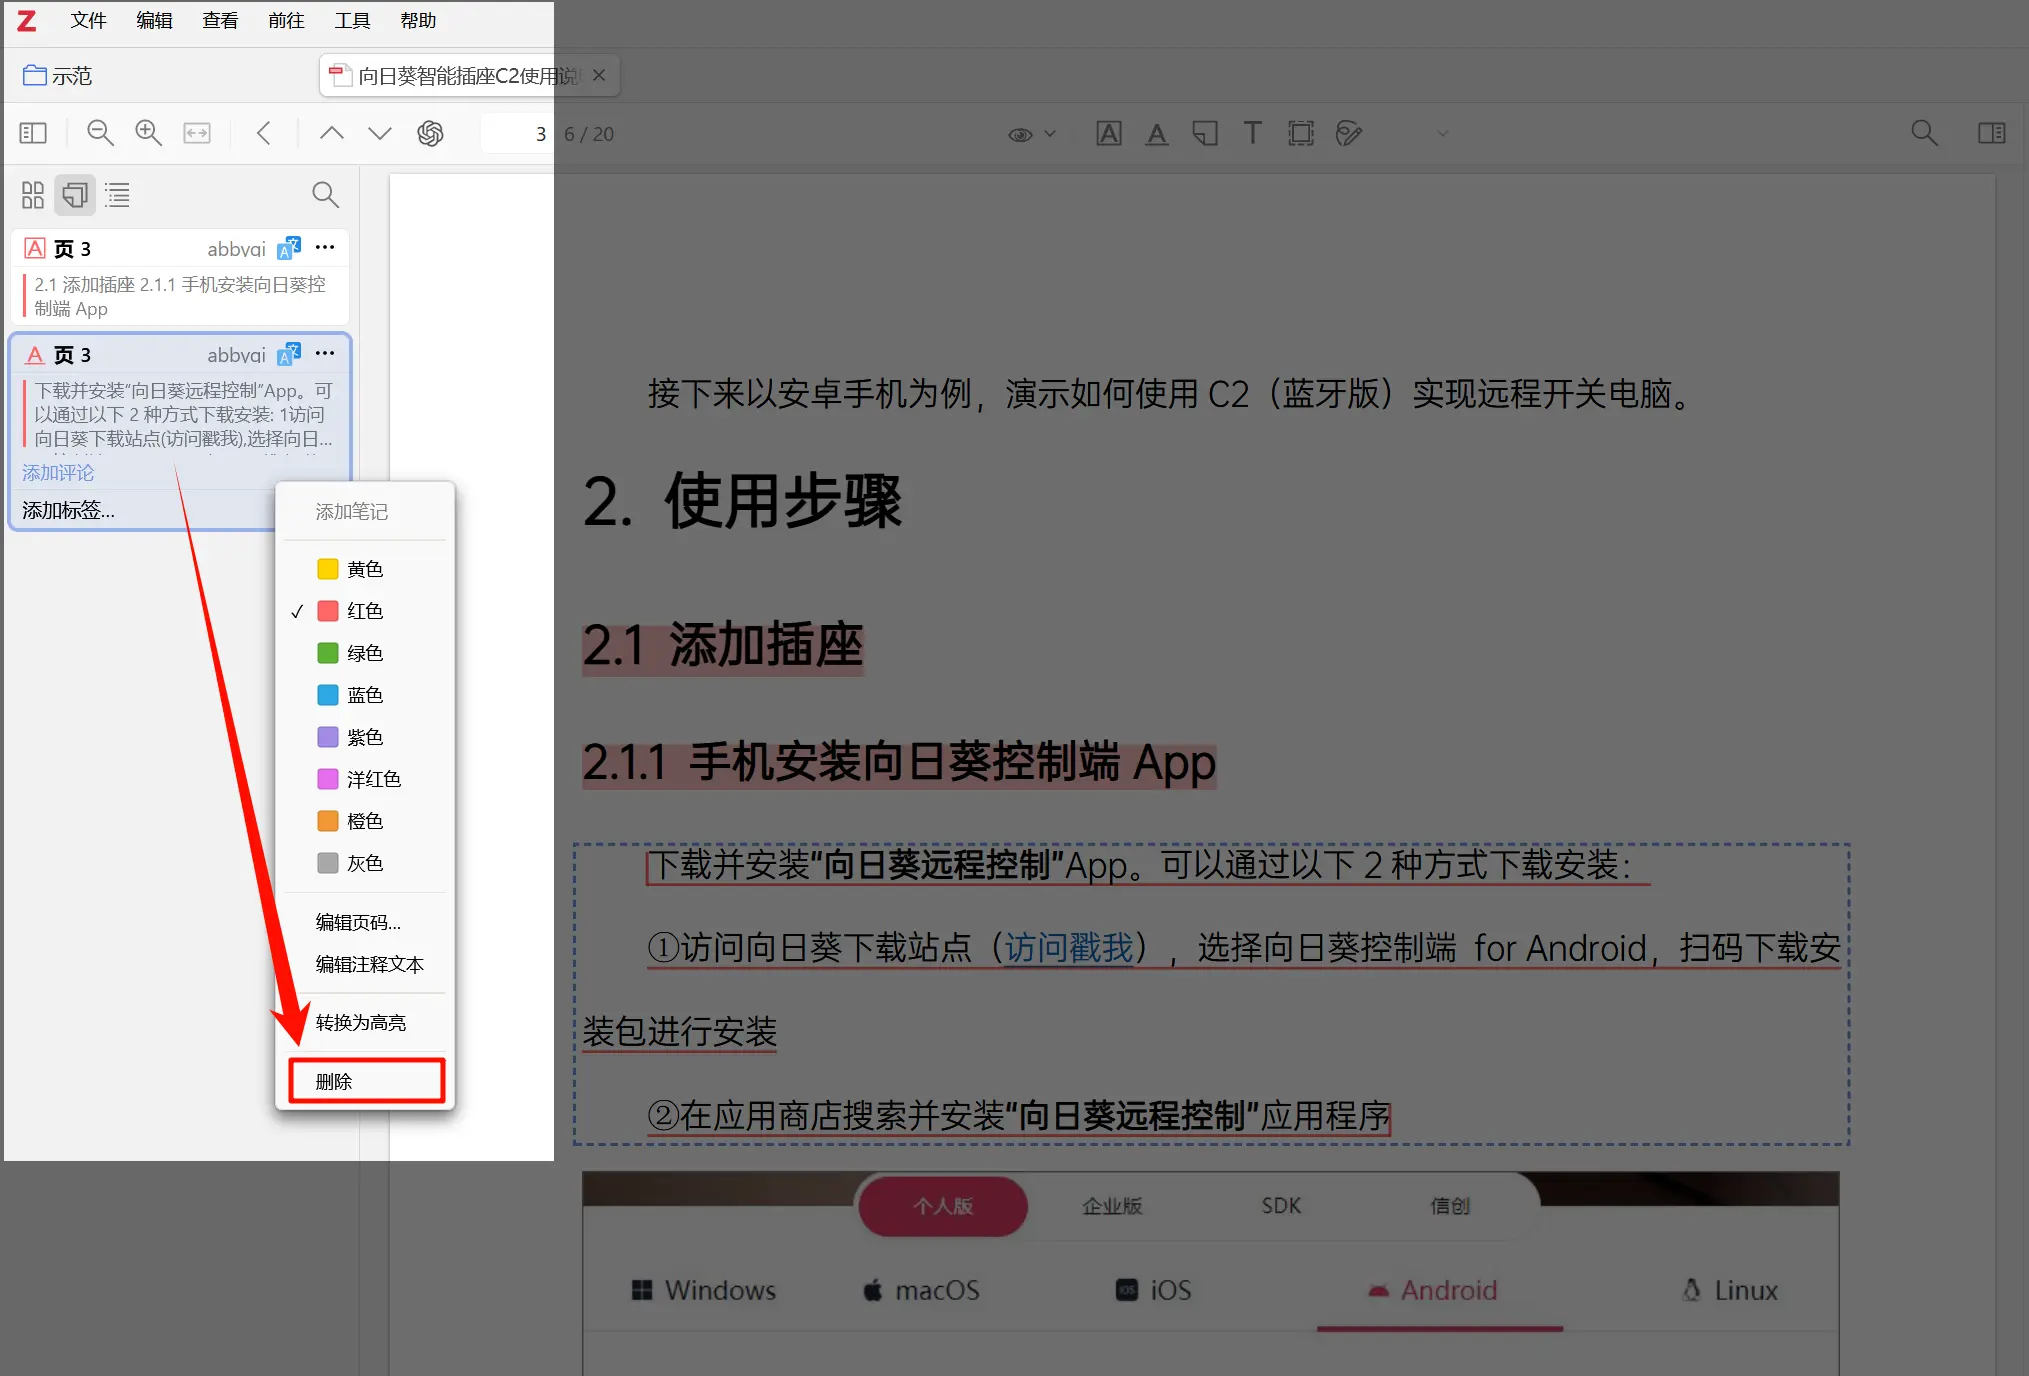 Z 文件 编辑 查看 前往 工具 帮助
示范 向日葵智能插座C2使用说
3 6 / 20
页 3 abbyqi
2.1 添加插座 2.1.1 手机安装向日葵控
制端 App
页 3 abbyqi
下载并安装“向日葵远程控制”App。可
以通过以下 2 种方式下载安装: 1访问
向日葵下载站点(访问戳我),选择向日...
添加评论
添加标签...
添加笔记
黄色
红色
绿色
蓝色
紫色
洋红色
橙色
灰色
编辑页码...
编辑注释文本
转换为高亮
删除
接下来以安卓手机为例，演示如何使用 C2（蓝牙版）实现远程开关电脑。
2. 使用步骤
2.1 添加插座
2.1.1 手机安装向日葵控制端 App
下载并安装“向日葵远程控制”App。可以通过以下 2 种方式下载安装：
①访问向日葵下载站点（访问戳我），选择向日葵控制端 for Android，扫码下载安
装包进行安装
②在应用商店搜索并安装“向日葵远程控制”应用程序
个人版 企业版 SDK 信创
Windows macOS iOS Android Linux